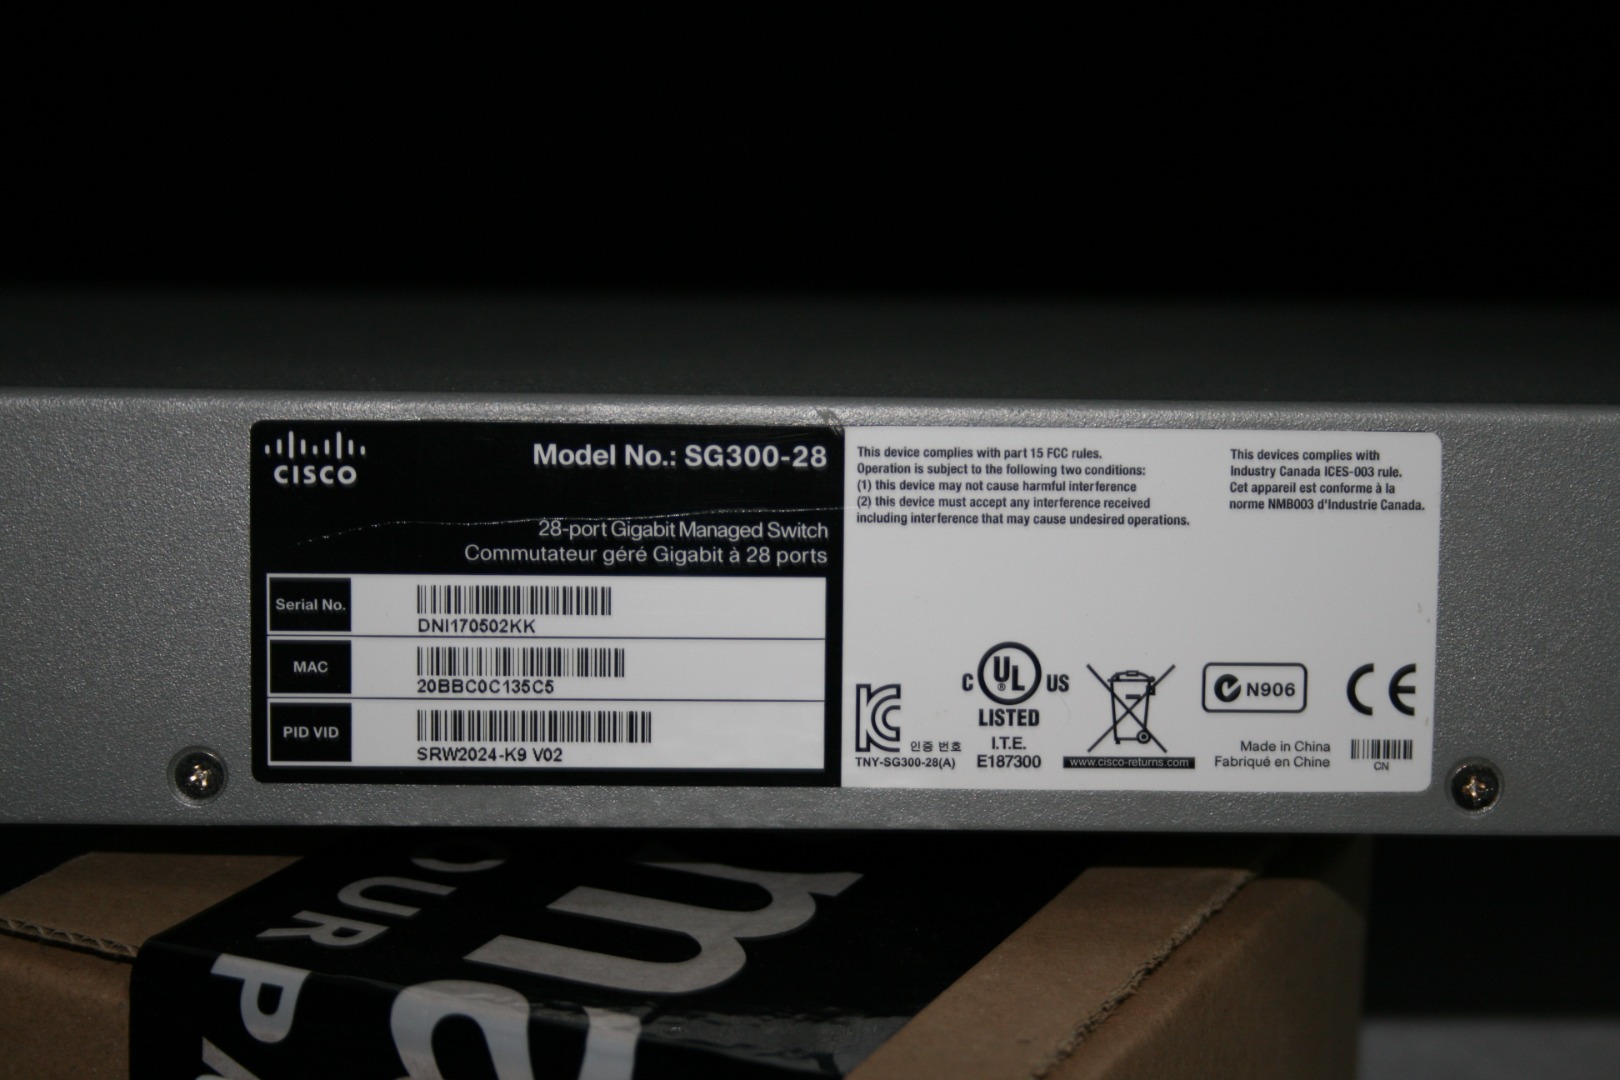 CISCO
Model No.: SG300-28
28-port Gigabit Managed Switch
Commutateur géré Gigabit à 28 ports
Serial No.
DNI170502KK
MAC
20BBC0C135C5
PID VID
SRW2024-K9 V02
This device complies with part 15 FCC rules.
Operation is subject to the following two conditions:
(1) this device may not cause harmful interference
(2) this device must accept any interference received
including interference that may cause undesired operations.
This devices complies with
Industry Canada ICES-003 rule.
Cet appareil est conforme à la
norme NMB003 d'Industrie Canada.
인증 번호
TNY-SG300-28(A)
C UL US
®
LISTED
I.T.E.
E187300
www.cisco-returns.com
N906
CE
Made in China
Fabriqué en Chine
CN
OUR